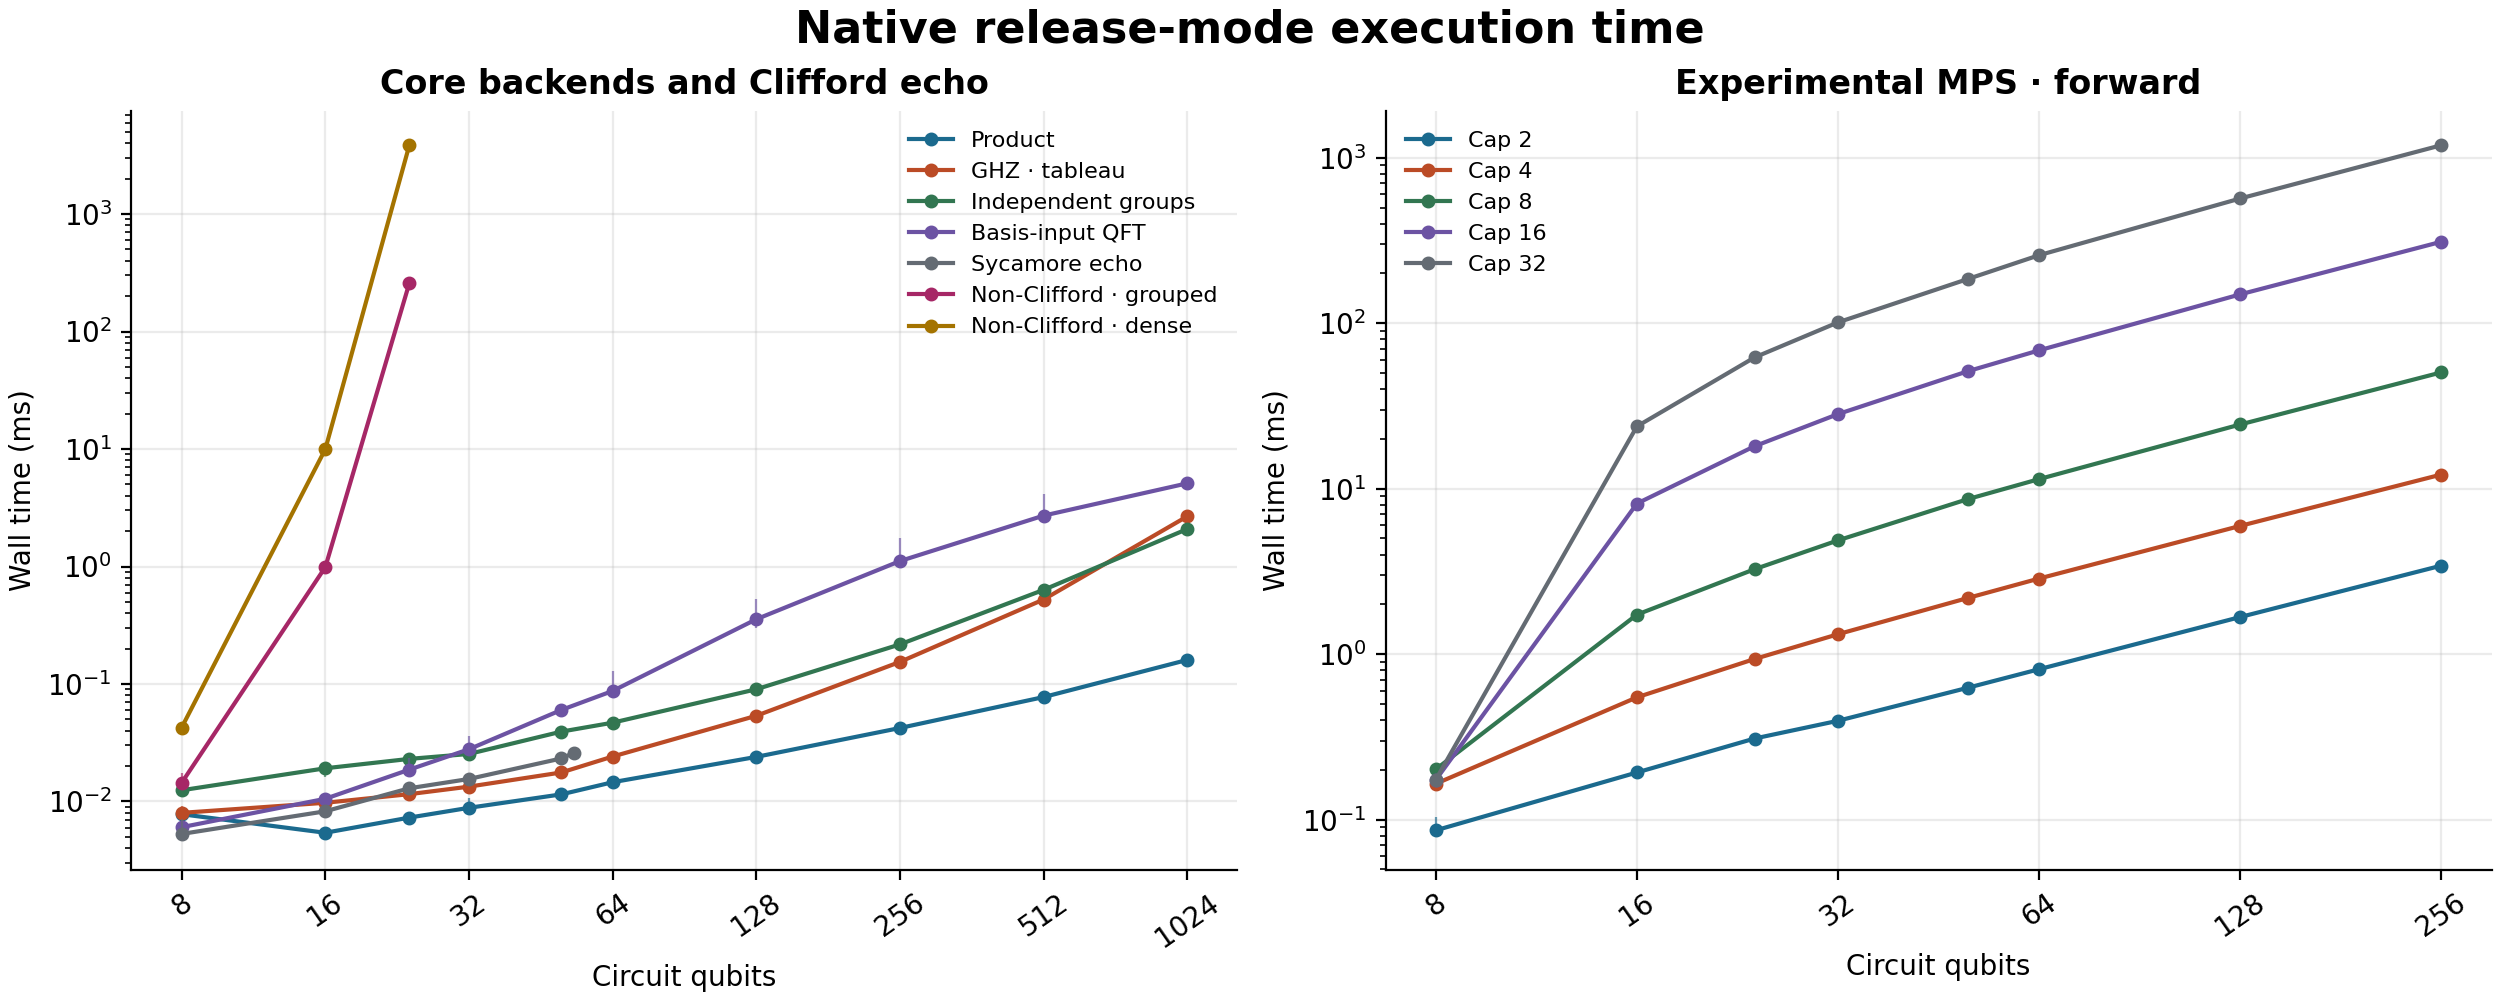 Native release-mode execution time
Core backends and Clifford echo
Wall time (ms)
10³
10²
10¹
10⁰
10⁻¹
10⁻²
Product
GHZ · tableau
Independent groups
Basis-input QFT
Sycamore echo
Non-Clifford · grouped
Non-Clifford · dense
8 16 32 64 128 256 512 1024
Circuit qubits
Experimental MPS · forward
Wall time (ms)
10³
10²
10¹
10⁰
10⁻¹
Cap 2
Cap 4
Cap 8
Cap 16
Cap 32
8 16 32 64 128 256
Circuit qubits